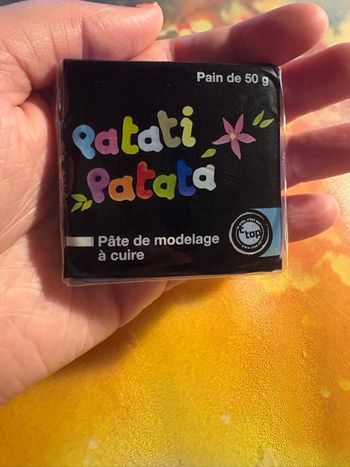 Pain de 50 g
Patati
Patata
Pâte de modelage
à cuire
top